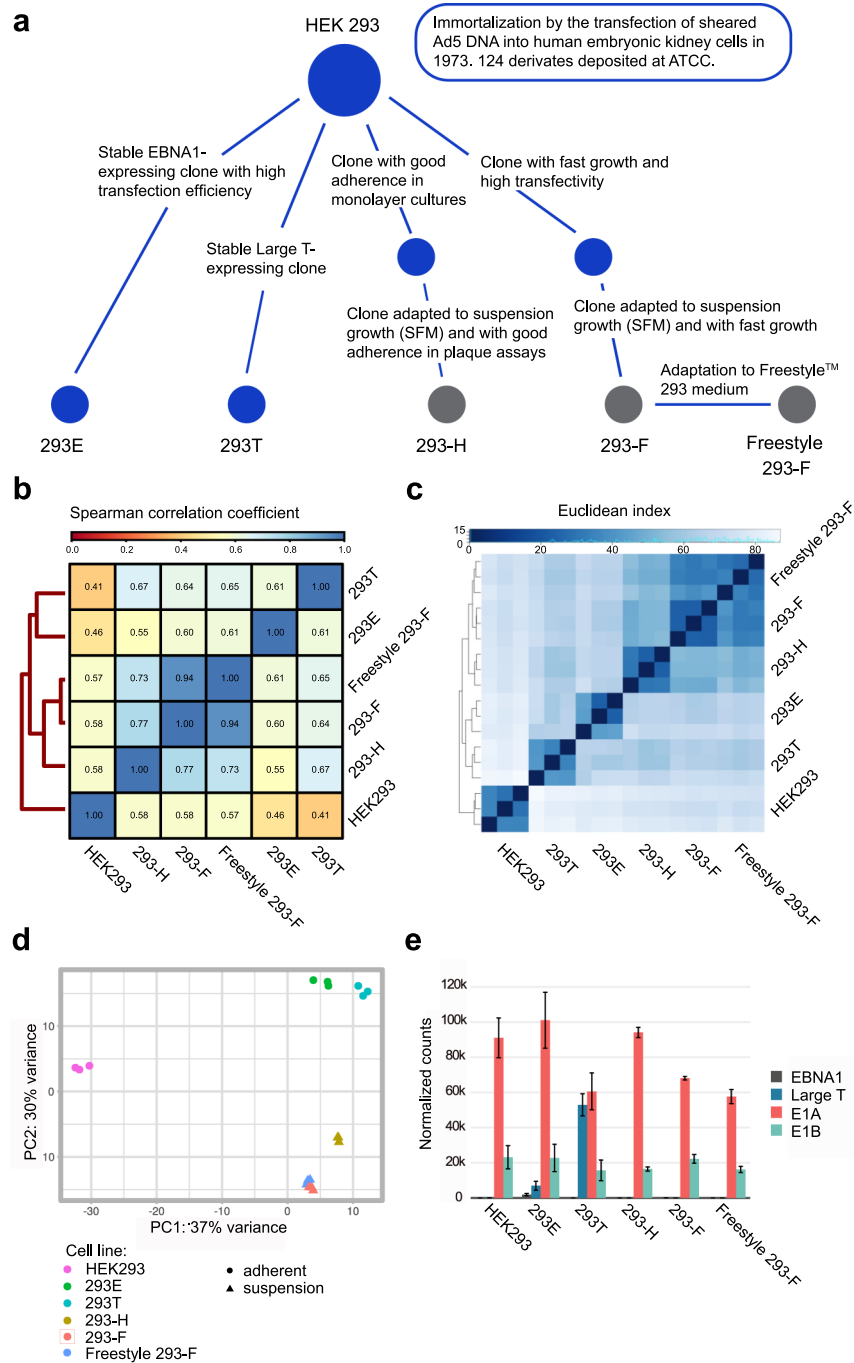 a
HEK 293
Immortalization by the transfection of sheared
Ad5 DNA into human embryonic kidney cells in
1973. 124 derivates deposited at ATCC.
Stable EBNA1-
expressing clone with high
transfection efficiency
Clone with good
adherence in
monolayer cultures
Clone with fast growth and
high transfectivity
Stable Large T-
expressing clone
Clone adapted to suspension
growth (SFM) and with good
adherence in plaque assays
Clone adapted to suspension
growth (SFM) and with fast growth
Adaptation to Freestyle™
293 medium
293E
293T
293-H
293-F
Freestyle
293-F
b
Spearman correlation coefficient
0.0 0.2 0.4 0.6 0.8 1.0
0.41 0.67 0.64 0.65 0.61 1.00 293T
0.46 0.55 0.60 0.61 1.00 0.61 293E
0.57 0.73 0.94 1.00 0.61 0.65 Freestyle 293-F
0.58 0.77 1.00 0.94 0.60 0.64 293-F
0.58 1.00 0.77 0.73 0.55 0.67 293-H
1.00 0.58 0.58 0.57 0.46 0.41 HEK293
HEK293 293-H 293-F Freestyle 293-F 293E 293T
c
Euclidean index
15
0
0 20 40 60 80
Freestyle 293-F
293-F
293-H
293E
293T
HEK293
HEK293 293T 293E 293-H 293-F Freestyle 293-F
d
PC2: 30% variance
10
0
10
-30 -20 -10 0 10
PC1: 37% variance
Cell line:
HEK293
293E
293T
293-H
293-F
Freestyle 293-F
adherent
suspension
e
Normalized counts
120k
100k
80k
60k
40k
20k
0
HEK293 293E 293T 293-H 293-F Freestyle 293-F
EBNA1
Large T
E1A
E1B